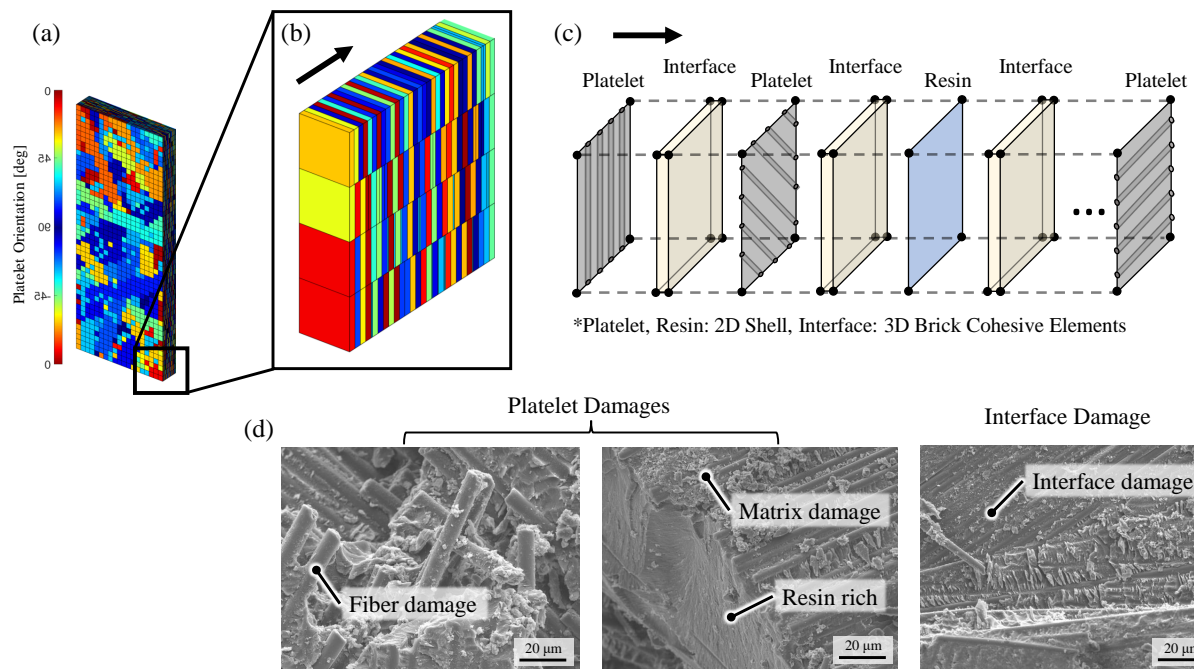 (a)
(b)
(c)
Platelet Orientation [deg]
0
45
90
-45
0
Platelet
Interface
Platelet
Interface
Resin
Interface
Platelet
*Platelet, Resin: 2D Shell, Interface: 3D Brick Cohesive Elements
(d)
Platelet Damages
Interface Damage
Fiber damage
20 μm
Matrix damage
Resin rich
20 μm
Interface damage
20 μm